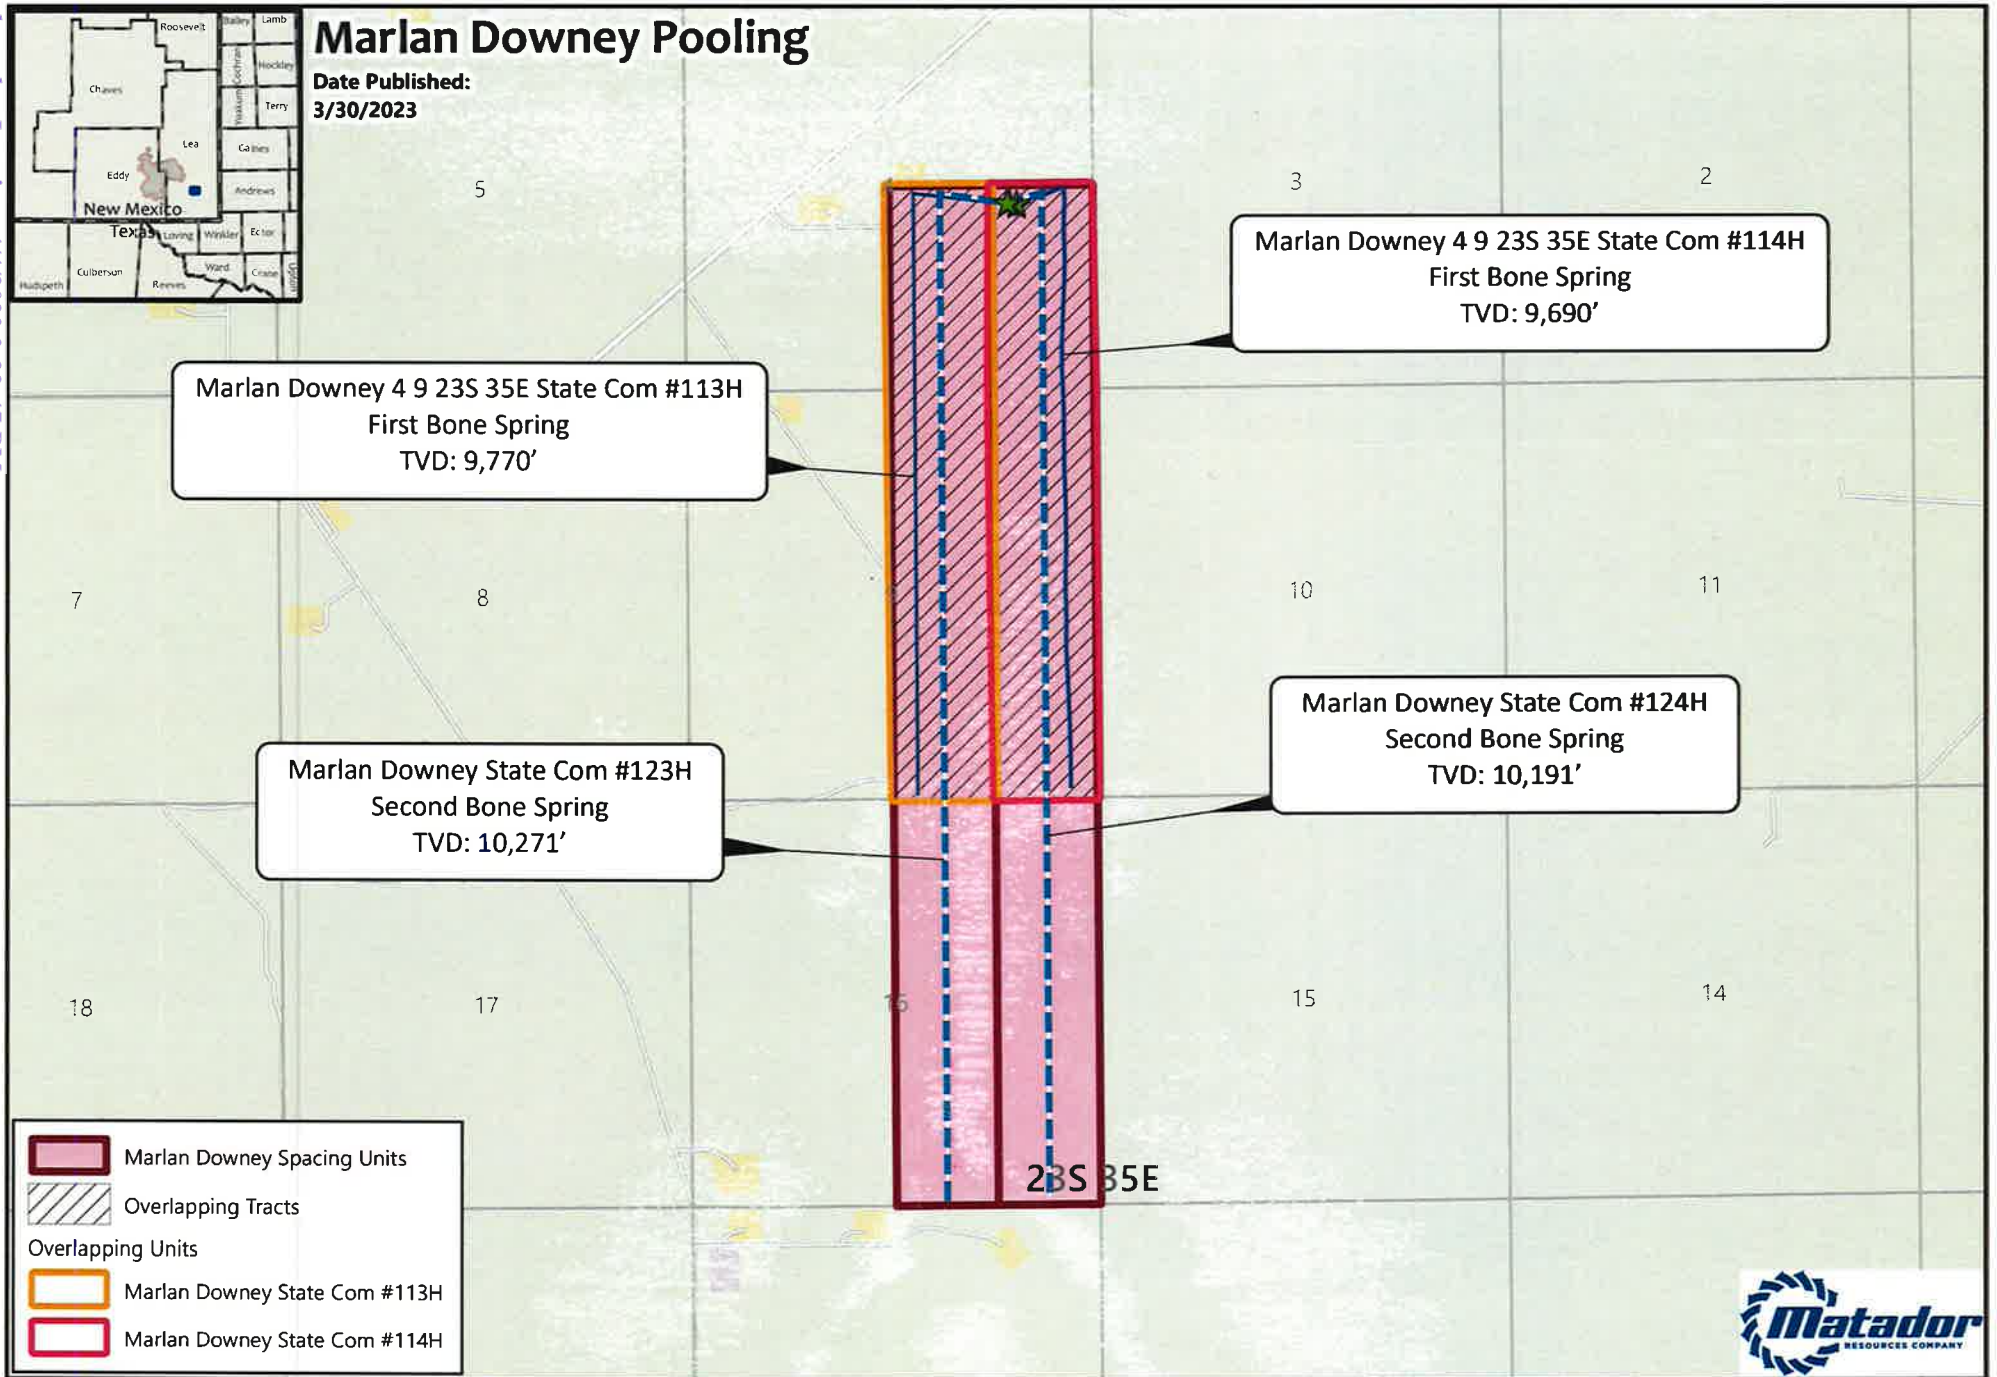 Marlan Downey Pooling
Date Published:
3/30/2023
Roosevelt
Bailey
Lamb
Cochran
Hockley
Chaves
Yoakum
Terry
Lea
Gaines
Eddy
Andrews
New Mexico
Texas
Loving
Winkler
Ector
Ward
Crane
Upton
Hudspeth
Culberson
Reeves
5
3
2
Marlan Downey 4 9 23S 35E State Com #114H
First Bone Spring
TVD: 9,690’
Marlan Downey 4 9 23S 35E State Com #113H
First Bone Spring
TVD: 9,770’
7
8
10
11
Marlan Downey State Com #124H
Second Bone Spring
TVD: 10,191’
Marlan Downey State Com #123H
Second Bone Spring
TVD: 10,271’
18
17
16
15
14
23S 35E
Marlan Downey Spacing Units
Overlapping Tracts
Overlapping Units
Marlan Downey State Com #113H
Marlan Downey State Com #114H
Matador
RESOURCES COMPANY